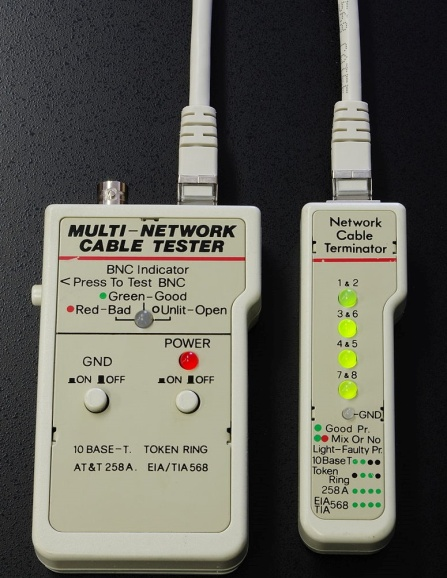 MULTI-NETWORK
CABLE TESTER
BNC Indicator
<Press To Test BNC
Green-Good
Red-Bad Unlit-Open
POWER
GND
ON OFF
ON OFF
10 BASE-T. TOKEN RING
AT&T 258A. EIA/TIA 568
Network
Cable
Terminator
1 & 2
3 & 6
4 & 5
7 & 8
GND
Good Pr.
Mix Or No
Light-Faulty Pr.
10BaseT
Token
Ring
258A
EIA 568
TIA